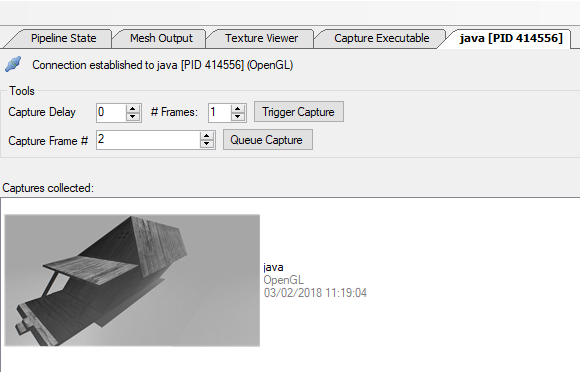 Pipeline State Mesh Output Texture Viewer Capture Executable java [PID 414556]
Connection established to java [PID 414556] (OpenGL)
Tools
Capture Delay 0 # Frames: 1 Trigger Capture
Capture Frame # 2 Queue Capture
Captures collected:
java
OpenGL
03/02/2018 11:19:04